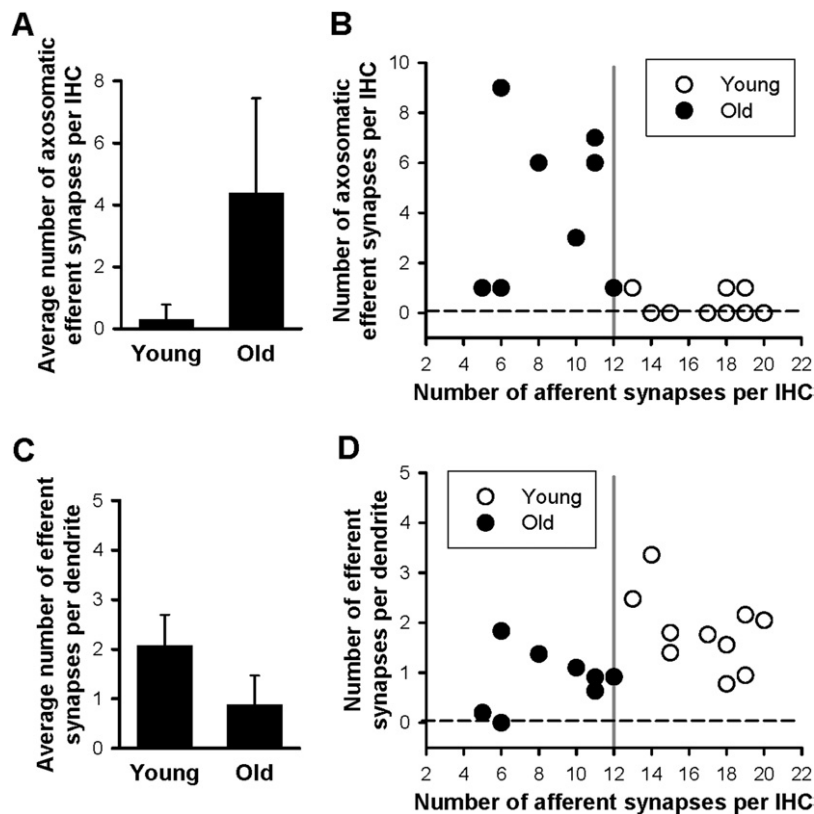 A
Average number of axosomatic
efferent synapses per IHC
8
6
4
2
0
Young
Old
B
Number of axosomatic
efferent synapses per IHC
10
8
6
4
2
0
Young
Old
2 4 6 8 10 12 14 16 18 20 22
Number of afferent synapses per IHC
C
Average number of efferent
synapses per dendrite
5
4
3
2
1
0
Young
Old
D
Number of efferent
synapses per dendrite
5
4
3
2
1
0
Young
Old
2 4 6 8 10 12 14 16 18 20 22
Number of afferent synapses per IHC